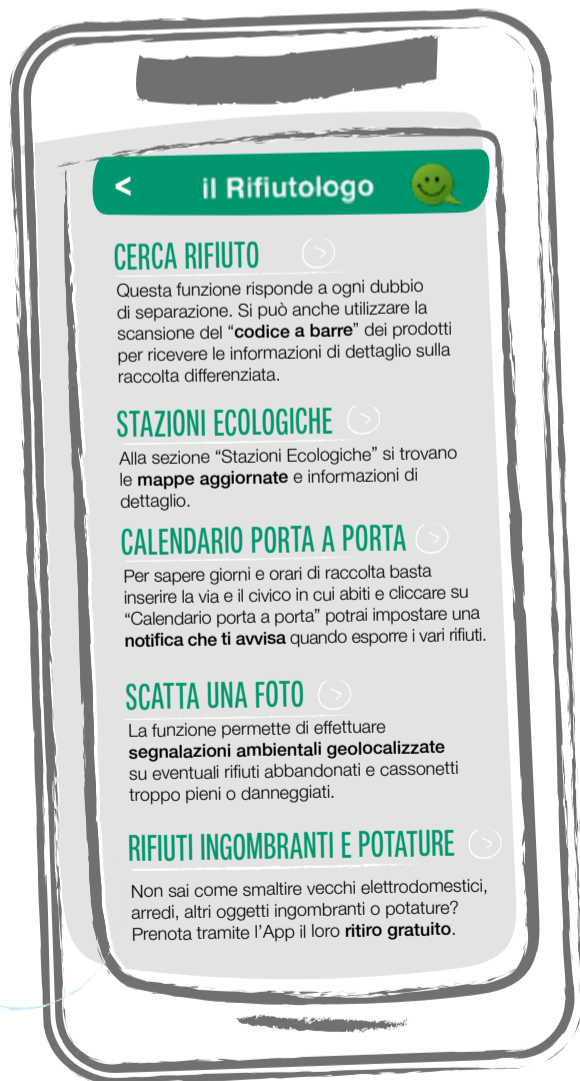 < il Rifiutologo
CERCA RIFIUTO >
Questa funzione risponde a ogni dubbio
di separazione. Si può anche utilizzare la
scansione del “codice a barre” dei prodotti
per ricevere le informazioni di dettaglio sulla
raccolta differenziata.
STAZIONI ECOLOGICHE >
Alla sezione “Stazioni Ecologiche” si trovano
le mappe aggiornate e informazioni di
dettaglio.
CALENDARIO PORTA A PORTA >
Per sapere giorni e orari di raccolta basta
inserire la via e il civico in cui abiti e cliccare su
“Calendario porta a porta” potrai impostare una
notifica che ti avvisa quando esporre i vari rifiuti.
SCATTA UNA FOTO >
La funzione permette di effettuare
segnalazioni ambientali geolocalizzate
su eventuali rifiuti abbandonati e cassonetti
troppo pieni o danneggiati.
RIFIUTI INGOMBRANTI E POTATURE >
Non sai come smaltire vecchi elettrodomestici,
arredi, altri oggetti ingombranti o potature?
Prenota tramite l’App il loro ritiro gratuito.